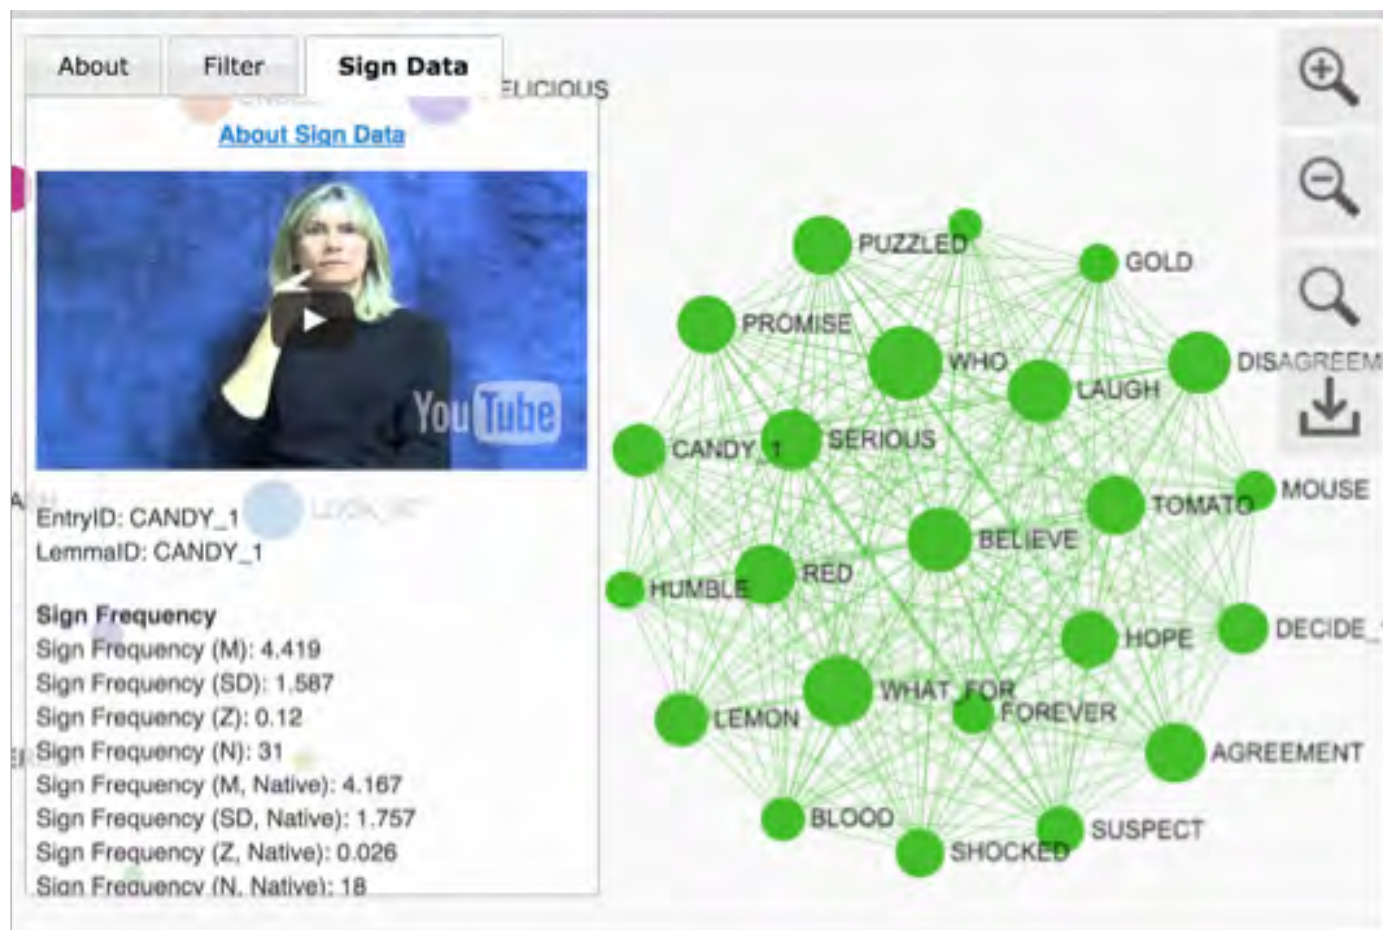 About
Filter
Sign Data
ELICIOUS
About Sign Data
YouTube
EntryID: CANDY_1
LemmaID: CANDY_1
Sign Frequency
Sign Frequency (M): 4.419
Sign Frequency (SD): 1.587
Sign Frequency (Z): 0.12
Sign Frequency (N): 31
Sign Frequency (M, Native): 4.167
Sign Frequency (SD, Native): 1.757
Sign Frequency (Z, Native): 0.026
Sign Frequency (N, Native): 18
PUZZLED
GOLD
PROMISE
WHO
LAUGH
DISAGREEM
CANDY_1
SERIOUS
MOUSE
TOMATO
BELIEVE
RED
HUMBLE
HOPE
DECIDE_
WHAT_FOR
FOREVER
LEMON
AGREEMENT
BLOOD
SUSPECT
SHOCKED